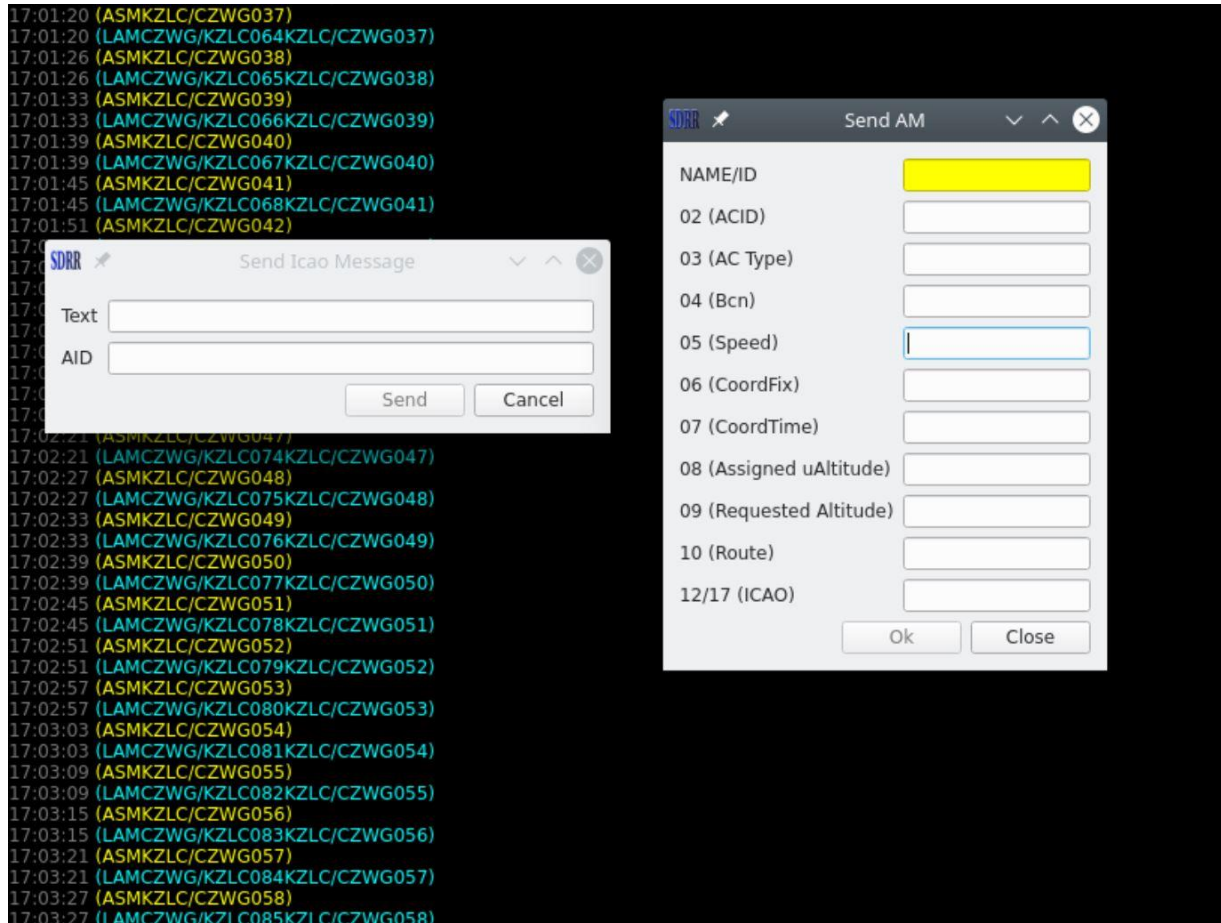 17:01:20 (ASMKZLC/CZWG037)
17:01:20 (LAMCZWG/KZLC064KZLC/CZWG037)
17:01:26 (ASMKZLC/CZWG038)
17:01:26 (LAMCZWG/KZLC065KZLC/CZWG038)
17:01:33 (ASMKZLC/CZWG039)
17:01:33 (LAMCZWG/KZLC066KZLC/CZWG039)
17:01:39 (ASMKZLC/CZWG040)
17:01:39 (LAMCZWG/KZLC067KZLC/CZWG040)
17:01:45 (ASMKZLC/CZWG041)
17:01:45 (LAMCZWG/KZLC068KZLC/CZWG041)
17:01:51 (ASMKZLC/CZWG042)
SDRR Send Icao Message
Text
AID
Send Cancel
17:02:21 (ASMKZLC/CZWG047)
17:02:21 (LAMCZWG/KZLC074KZLC/CZWG047)
17:02:27 (ASMKZLC/CZWG048)
17:02:27 (LAMCZWG/KZLC075KZLC/CZWG048)
17:02:33 (ASMKZLC/CZWG049)
17:02:33 (LAMCZWG/KZLC076KZLC/CZWG049)
17:02:39 (ASMKZLC/CZWG050)
17:02:39 (LAMCZWG/KZLC077KZLC/CZWG050)
17:02:45 (ASMKZLC/CZWG051)
17:02:45 (LAMCZWG/KZLC078KZLC/CZWG051)
17:02:51 (ASMKZLC/CZWG052)
17:02:51 (LAMCZWG/KZLC079KZLC/CZWG052)
17:02:57 (ASMKZLC/CZWG053)
17:02:57 (LAMCZWG/KZLC080KZLC/CZWG053)
17:03:03 (ASMKZLC/CZWG054)
17:03:03 (LAMCZWG/KZLC081KZLC/CZWG054)
17:03:09 (ASMKZLC/CZWG055)
17:03:09 (LAMCZWG/KZLC082KZLC/CZWG055)
17:03:15 (ASMKZLC/CZWG056)
17:03:15 (LAMCZWG/KZLC083KZLC/CZWG056)
17:03:21 (ASMKZLC/CZWG057)
17:03:21 (LAMCZWG/KZLC084KZLC/CZWG057)
17:03:27 (ASMKZLC/CZWG058)
17:03:27 (LAMCZWG/KZLC085KZLC/CZWG058)
SDRR Send AM
NAME/ID
02 (ACID)
03 (AC Type)
04 (Bcn)
05 (Speed)
06 (CoordFix)
07 (CoordTime)
08 (Assigned uAltitude)
09 (Requested Altitude)
10 (Route)
12/17 (ICAO)
Ok Close